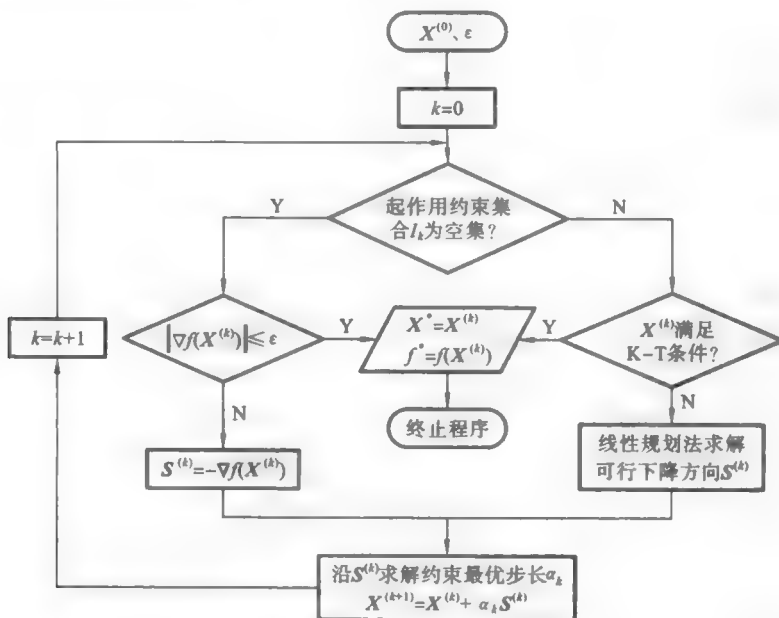 X⁽⁰⁾、ε
k=0
起作用约束集
合I_k为空集?
Y
N
k=k+1
|∇f(X⁽ᵏ⁾)|≤ε
Y
X*=X⁽ᵏ⁾
f*=f(X⁽ᵏ⁾)
Y
X⁽ᵏ⁾满足
K-T条件?
N
终止程序
N
S⁽ᵏ⁾=-∇f(X⁽ᵏ⁾)
线性规划法求解
可行下降方向S⁽ᵏ⁾
沿S⁽ᵏ⁾求解约束最优步长α_k
X⁽ᵏ⁺¹⁾=X⁽ᵏ⁾+α_kS⁽ᵏ⁾